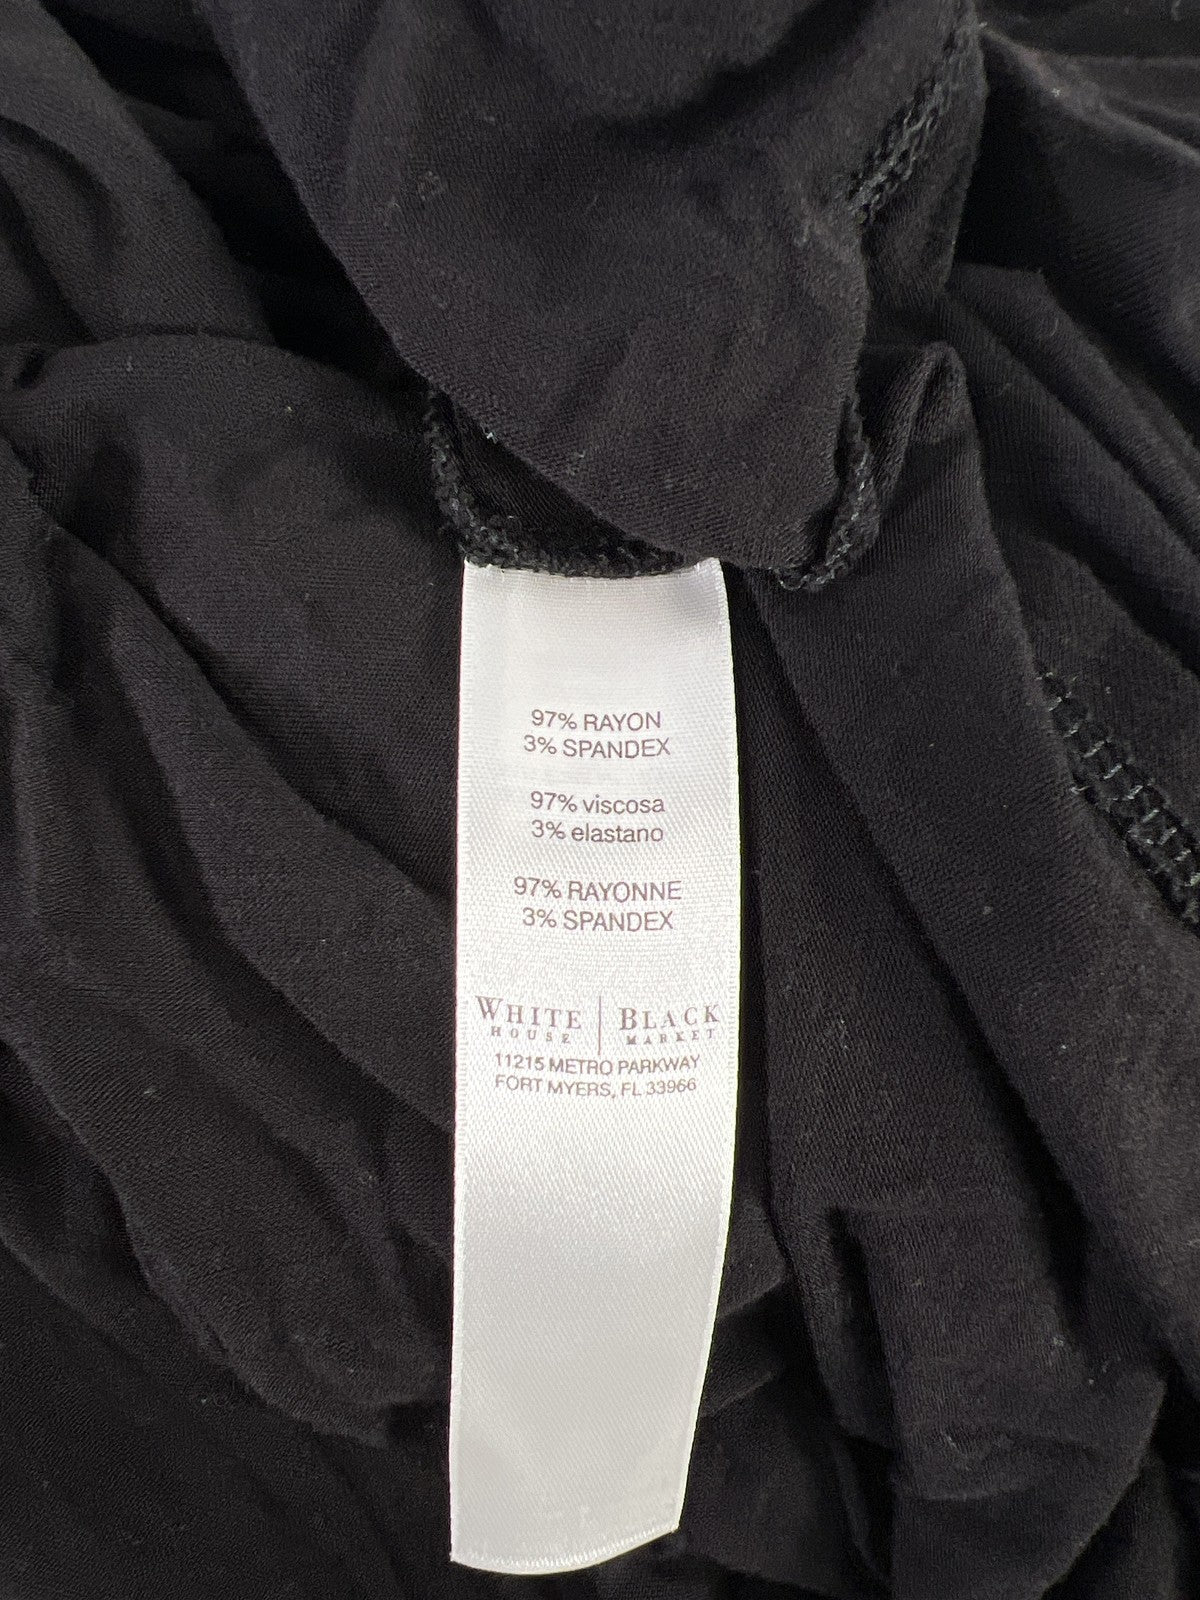 97% RAYON
3% SPANDEX
97% viscosa
3% elastano
97% RAYONNE
3% SPANDEX
WHITE | BLACK
HOUSE MARKET
11215 METRO PARKWAY
FORT MYERS, FL 33966